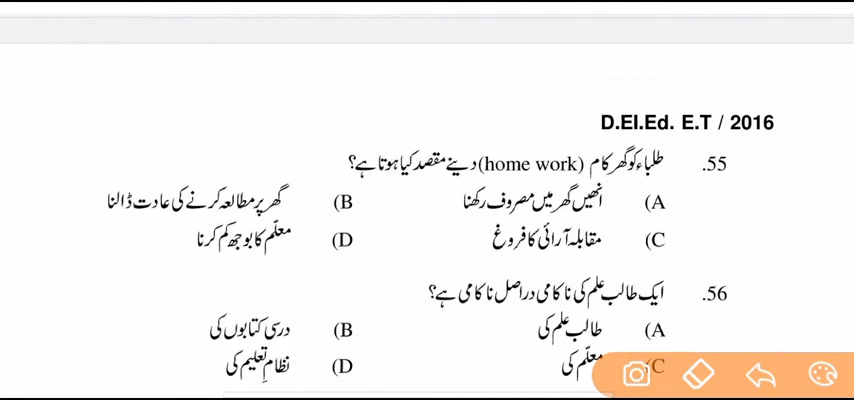 D.El.Ed. E.T / 2016
55. طلباء کو گھر کام (home work) دینے مقصد کیا ہوتا ہے؟
A) انھیں گھر میں مصروف رکھنا B) گھر پر مطالعہ کرنے کی عادت ڈالنا
C) مقابلہ آرائی کا فروغ D) معلّم کا بوجھ کم کرنا
56. ایک طالب علم کی ناکامی دراصل ناکامی ہے؟
A) طالب علم کی B) درسی کتابوں کی
C) معلّم کی D) نظامِ تعلیم کی